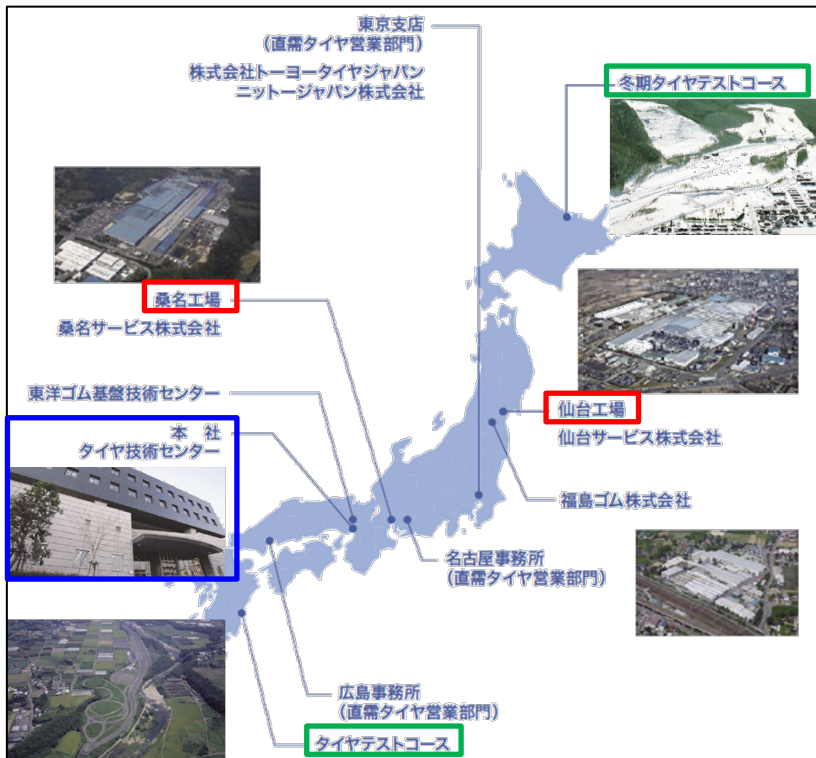 東京支店
(直需タイヤ営業部門)
株式会社トーヨータイヤジャパン
ニットージャパン株式会社
冬期タイヤテストコース
桑名工場
桑名サービス株式会社
東洋ゴム基盤技術センター
本 社
タイヤ技術センター
仙台工場
仙台サービス株式会社
福島ゴム株式会社
名古屋事務所
(直需タイヤ営業部門)
広島事務所
(直需タイヤ営業部門)
タイヤテストコース